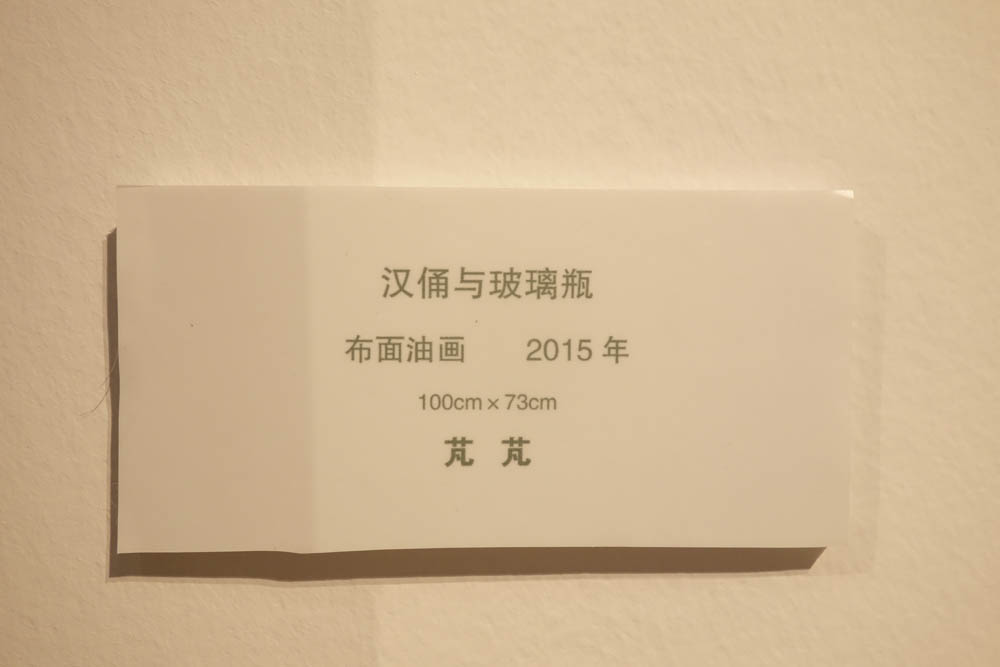 汉俑与玻璃瓶
布面油画 2015 年
100cm × 73cm
芃 芃